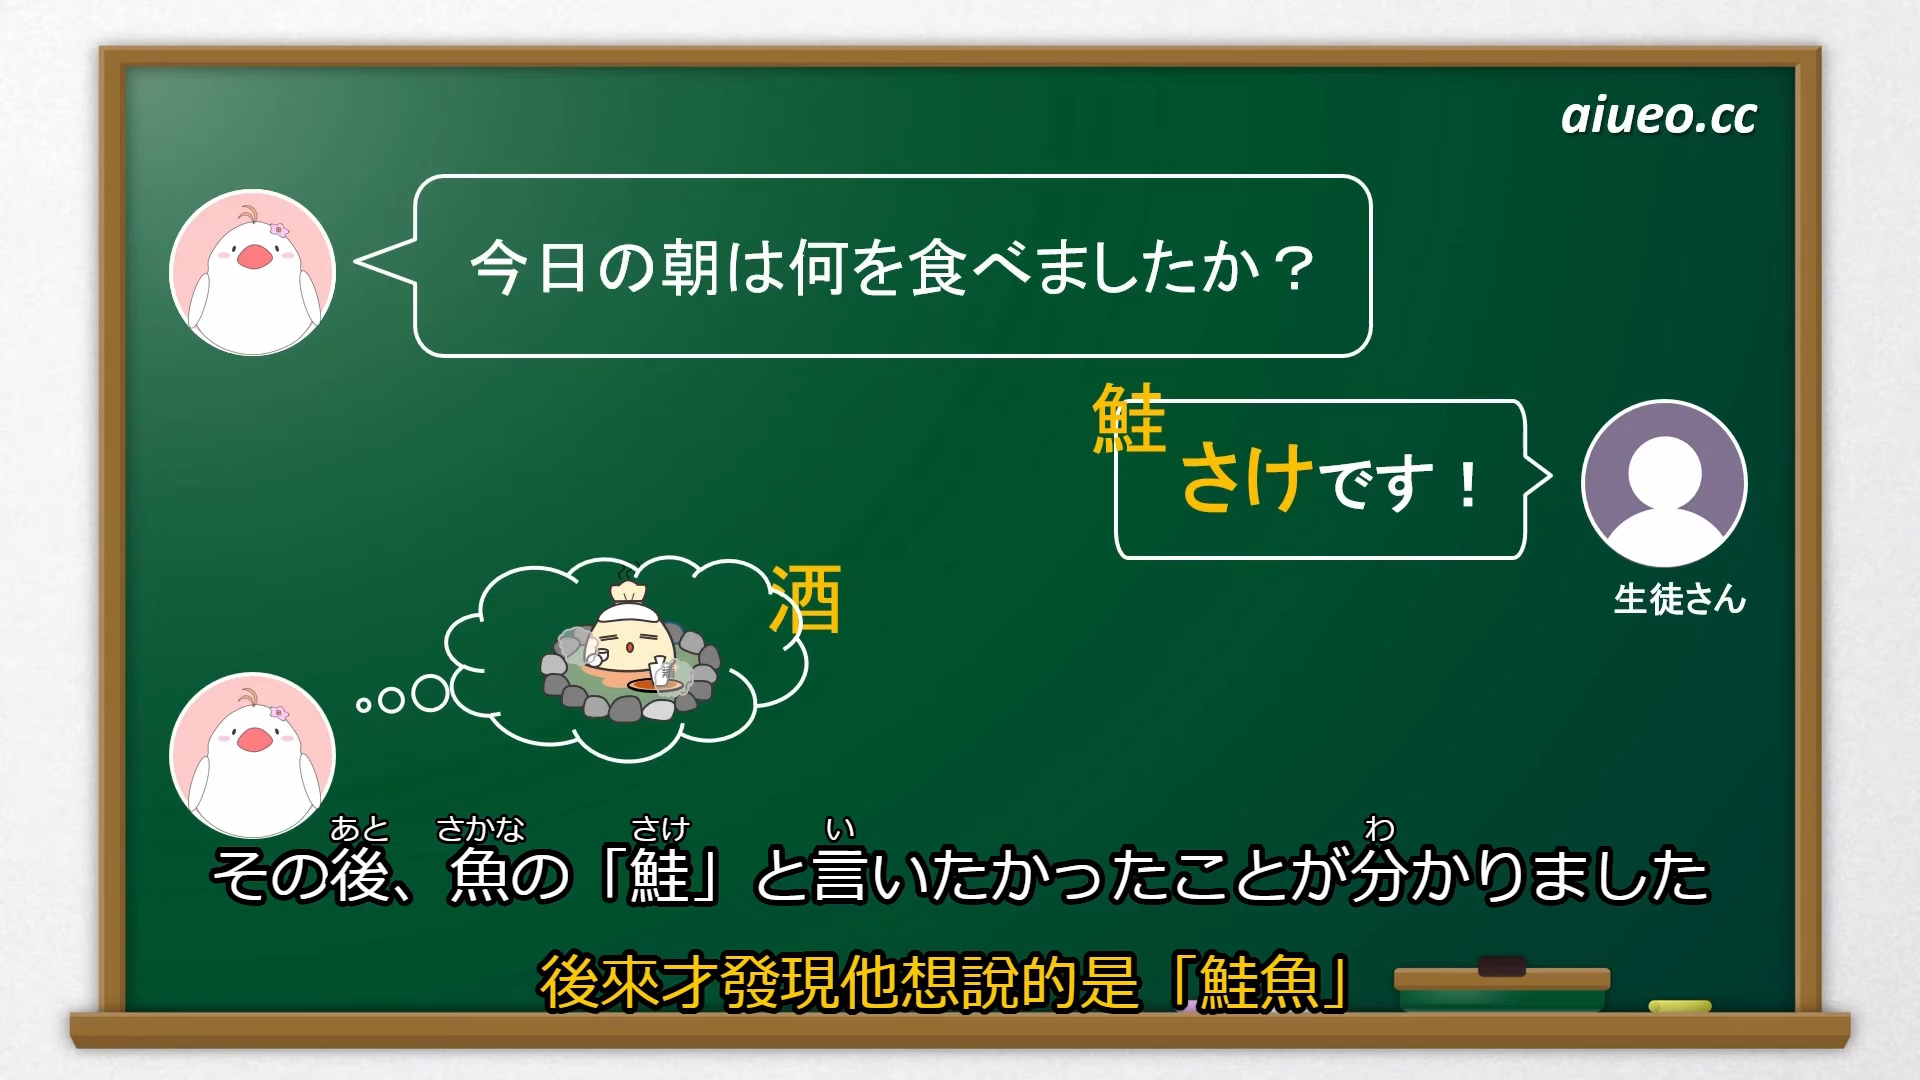 aiueo.cc
今日の朝は何を食べましたか？
鮭
さけです！
生徒さん
酒
あと さかな さけ い わ
その後、魚の「鮭」と言いたかったことが分かりました
後來才發現他想說的是「鮭魚」